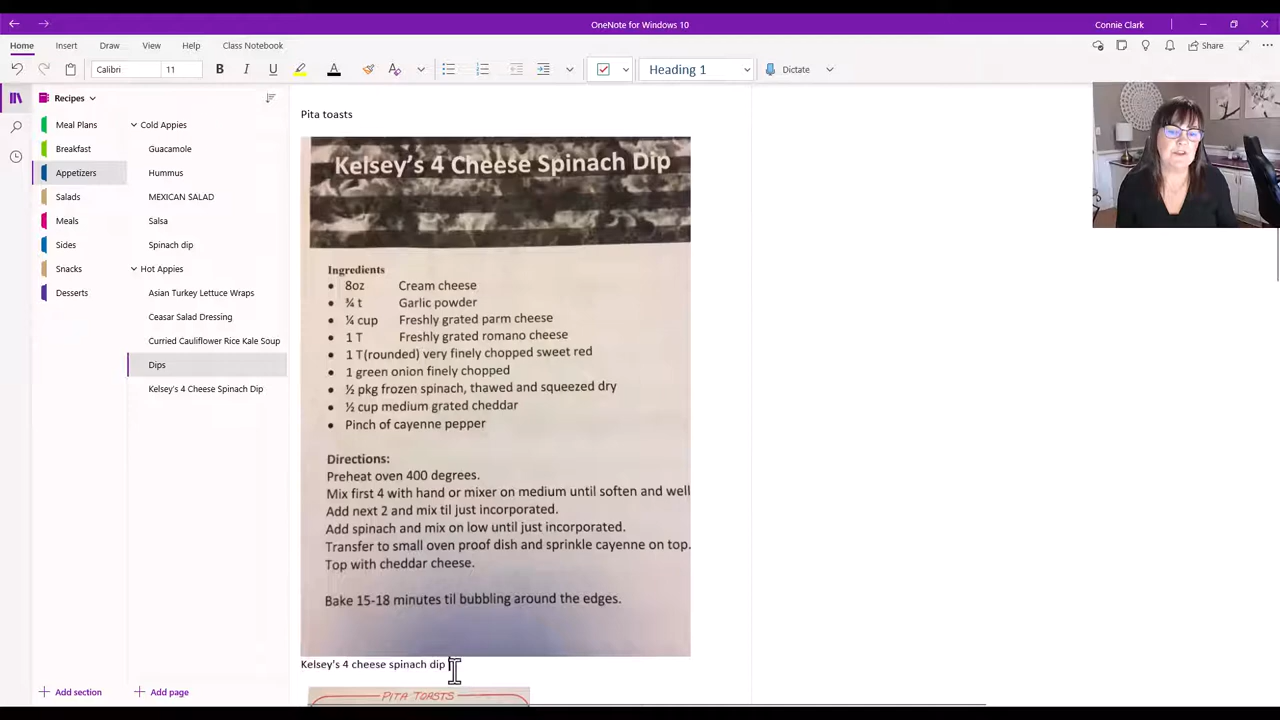 OneNote for Windows 10
Connie Clark
Home Insert Draw View Help Class Notebook
Share
Calibri 11 B I U A Heading 1 Dictate
Recipes
Meal Plans
Breakfast
Appetizers
Salads
Meals
Sides
Snacks
Desserts
Add section
Cold Appies
Guacamole
Hummus
MEXICAN SALAD
Salsa
Spinach dip
Hot Appies
Asian Turkey Lettuce Wraps
Ceasar Salad Dressing
Curried Cauliflower Rice Kale Soup
Dips
Kelsey's 4 Cheese Spinach Dip
Add page
Pita toasts
Kelsey's 4 Cheese Spinach Dip
Ingredients
• 8oz Cream cheese
• ¾ t Garlic powder
• ¼ cup Freshly grated parm cheese
• 1 T Freshly grated romano cheese
• 1 T(rounded) very finely chopped sweet red
• 1 green onion finely chopped
• ½ pkg frozen spinach, thawed and squeezed dry
• ½ cup medium grated cheddar
• Pinch of cayenne pepper
Directions:
Preheat oven 400 degrees.
Mix first 4 with hand or mixer on medium until soften and well
Add next 2 and mix til just incorporated.
Add spinach and mix on low until just incorporated.
Transfer to small oven proof dish and sprinkle cayenne on top.
Top with cheddar cheese.
Bake 15-18 minutes til bubbling around the edges.
Kelsey's 4 cheese spinach dip
PITA TOASTS